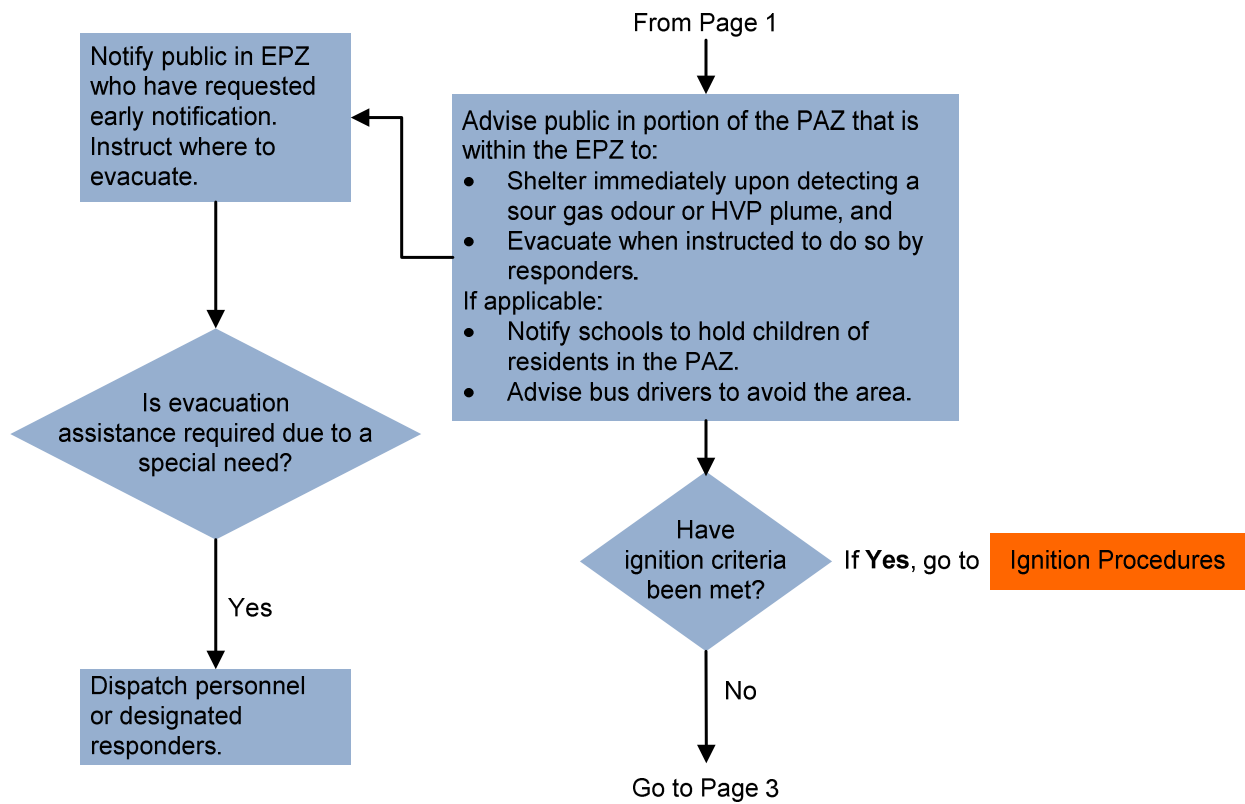 From Page 1
Notify public in EPZ
who have requested
early notification.
Instruct where to
evacuate.
Advise public in portion of the PAZ that is
within the EPZ to:
• Shelter immediately upon detecting a
sour gas odour or HVP plume, and
• Evacuate when instructed to do so by
responders.
If applicable:
• Notify schools to hold children of
residents in the PAZ.
• Advise bus drivers to avoid the area.
Is evacuation
assistance required due to a
special need?
Yes
Dispatch personnel
or designated
responders.
Have
ignition criteria
been met?
If Yes, go to
Ignition Procedures
No
Go to Page 3